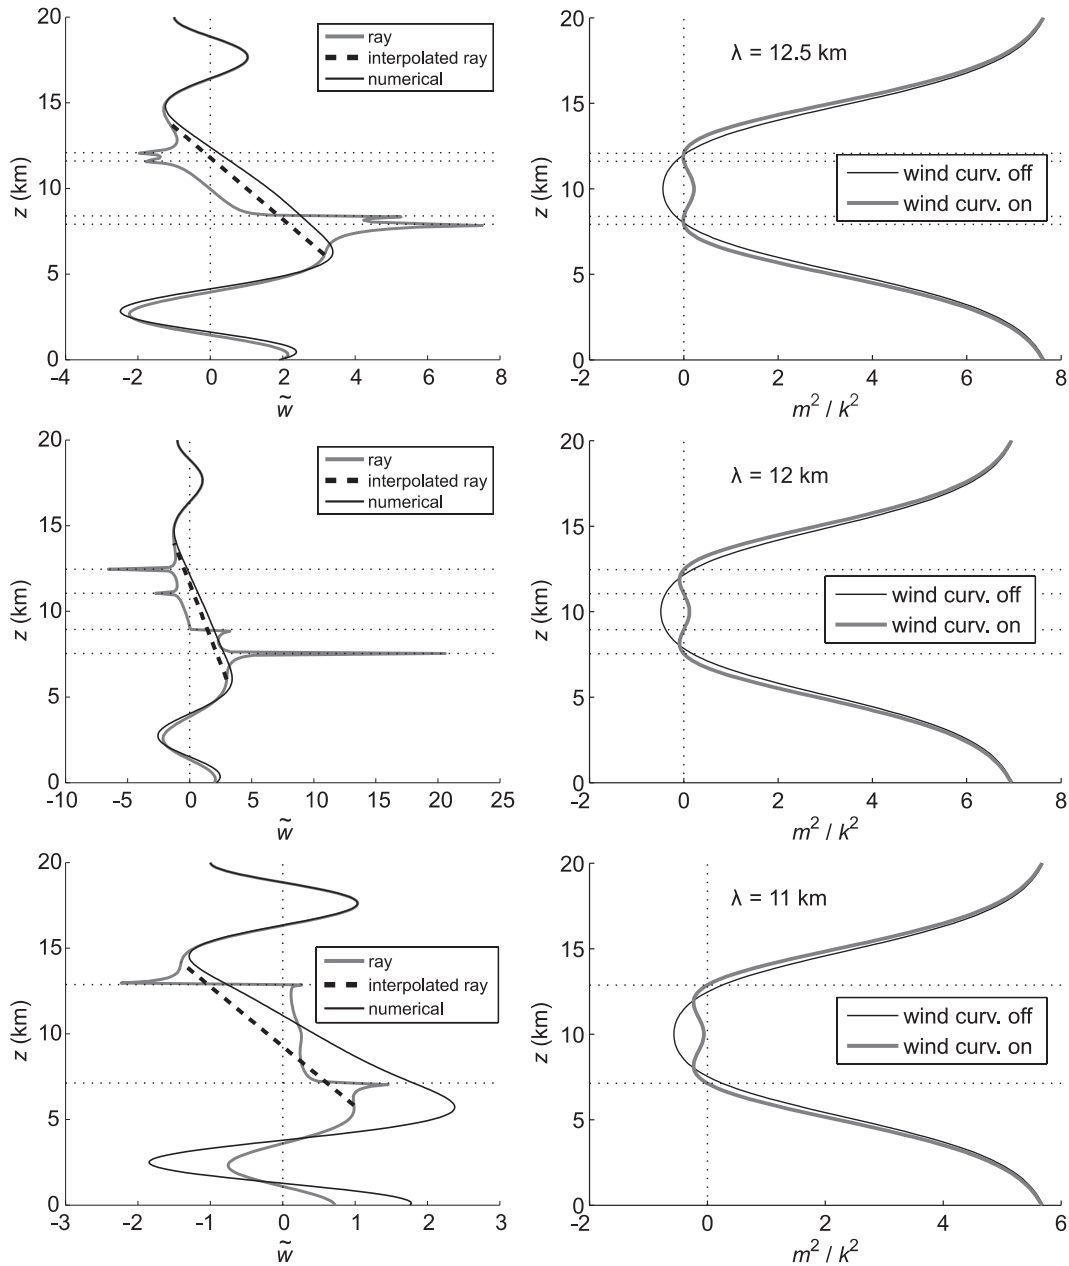 20
15
10
5
0
z (km)
ray
interpolated ray
numerical
-4 -2 0 2 4 6 8
w̃
λ = 12.5 km
20
15
10
5
0
z (km)
wind curv. off
wind curv. on
-2 0 2 4 6 8
m² / k²
20
15
10
5
0
z (km)
ray
interpolated ray
numerical
-10 -5 0 5 10 15 20 25
w̃
λ = 12 km
20
15
10
5
0
z (km)
wind curv. off
wind curv. on
-2 0 2 4 6 8
m² / k²
20
15
10
5
0
z (km)
ray
interpolated ray
numerical
-3 -2 -1 0 1 2 3
w̃
λ = 11 km
20
15
10
5
0
z (km)
wind curv. off
wind curv. on
-2 0 2 4 6
m² / k²